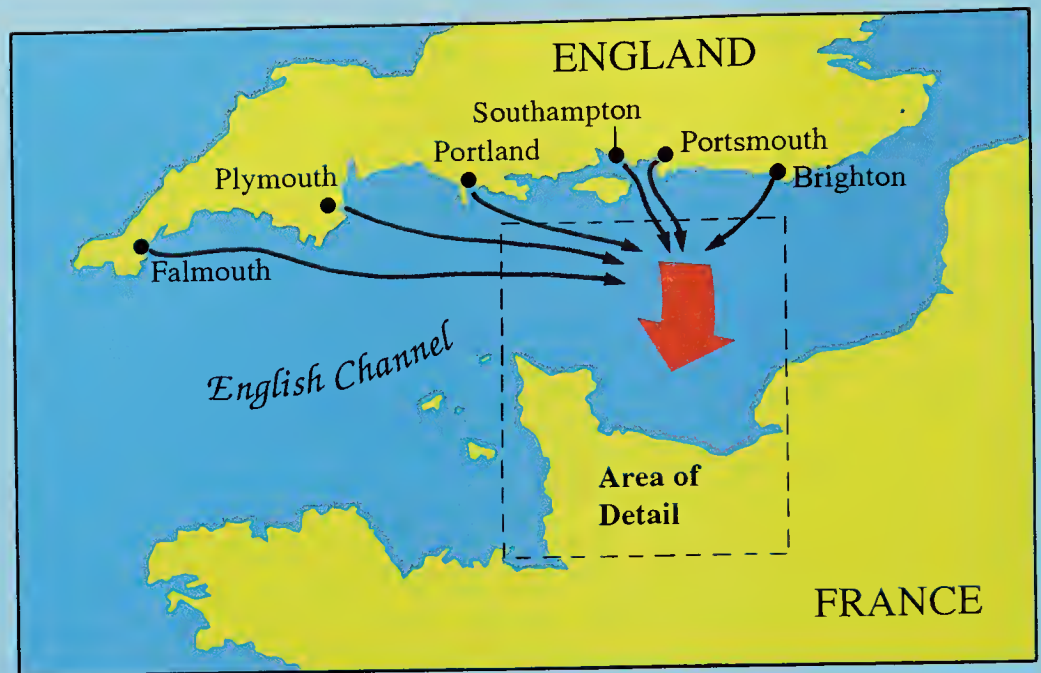 ENGLAND
Southampton
Portsmouth
Portland
Brighton
Plymouth
Falmouth
English Channel
Area of
Detail
FRANCE